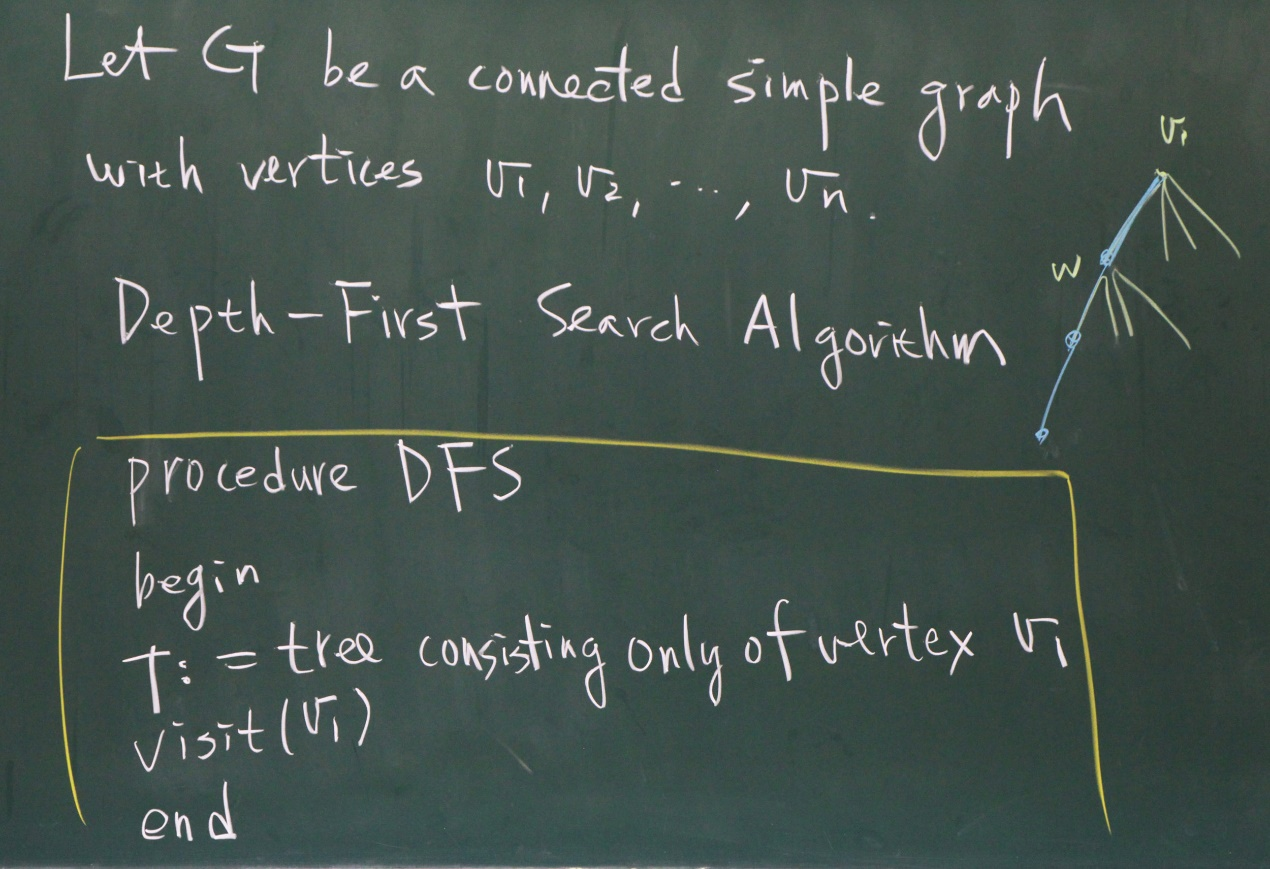 Let G be a connected simple graph
with vertices v1, v2, ..., vn.
v1
w
Depth-First Search Algorithm
procedure DFS
begin
T:= tree consisting only of vertex v1
visit(v1)
end